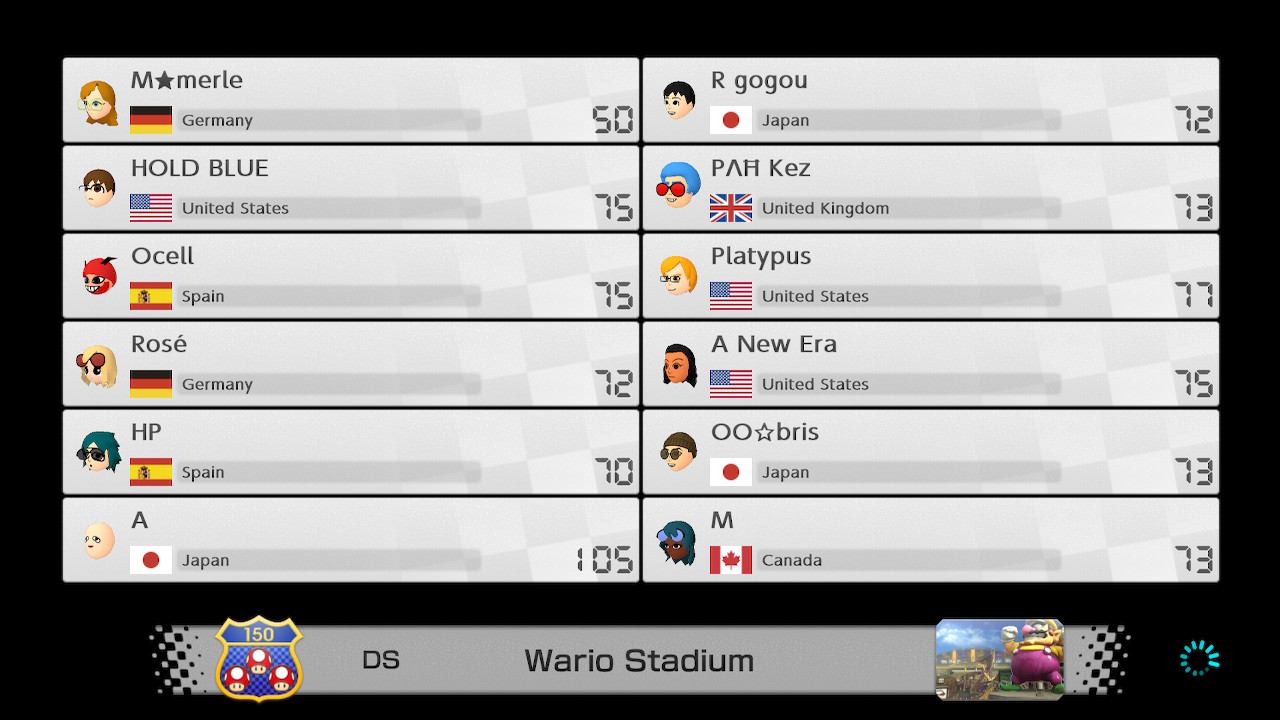 M★merle
Germany 50
R gogou
Japan 72
HOLD BLUE
United States 75
PΛĦ Kez
United Kingdom 73
Ocell
Spain 75
Platypus
United States 77
Rosé
Germany 72
A New Era
United States 75
HP
Spain 70
OO☆bris
Japan 73
A
Japan 105
M
Canada 73
150 DS Wario Stadium